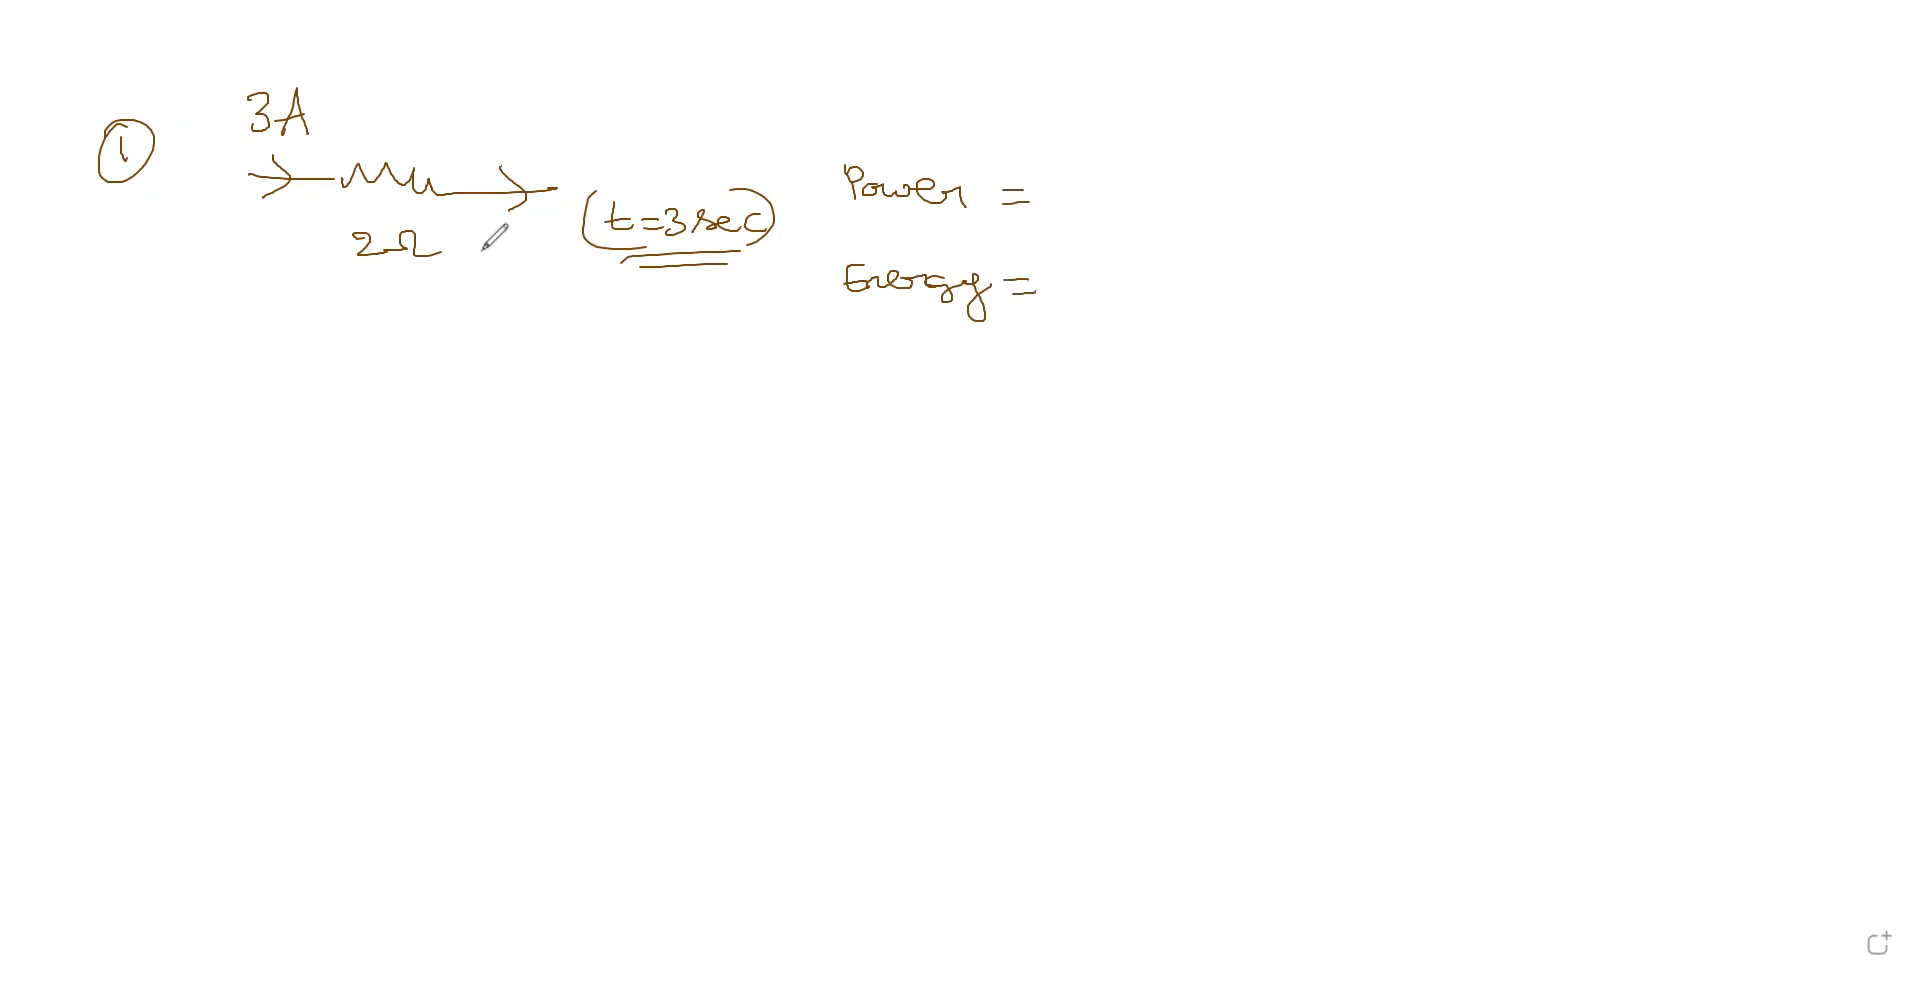 1
3A
2Ω
(t=3sec)
Power =
Energy =